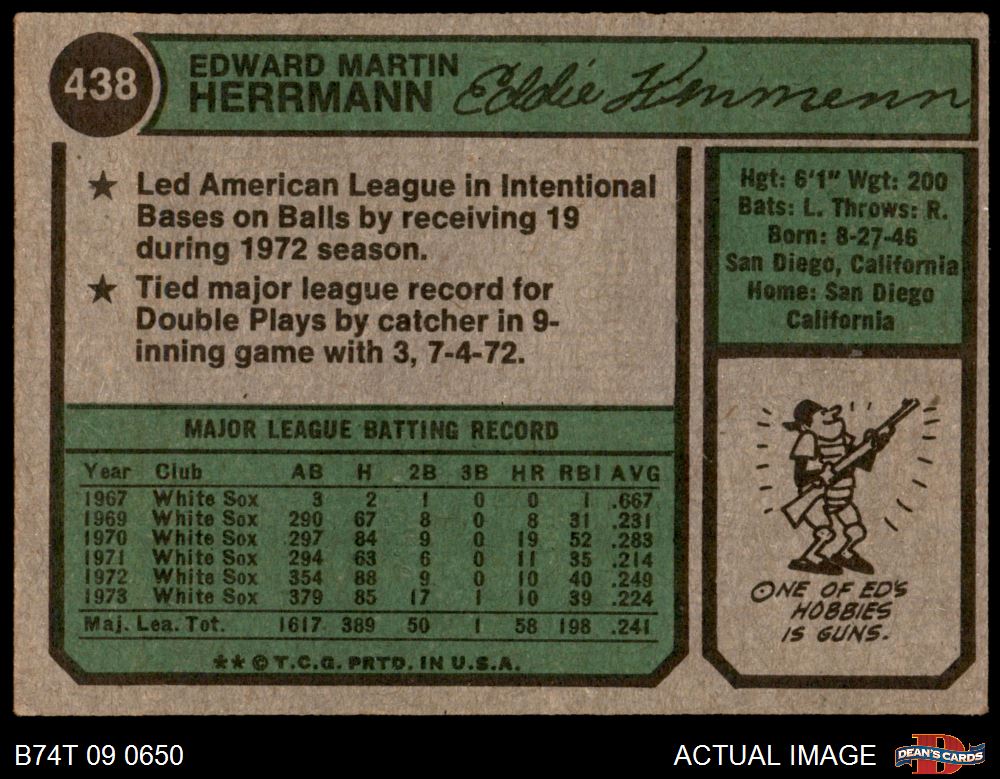 438
EDWARD MARTIN
HERRMANN
Eddie Herrmann
★ Led American League in Intentional
Bases on Balls by receiving 19
during 1972 season.
★ Tied major league record for
Double Plays by catcher in 9-
inning game with 3, 7-4-72.
Hgt: 6'1" Wgt: 200
Bats: L. Throws: R.
Born: 8-27-46
San Diego, California
Home: San Diego
California
MAJOR LEAGUE BATTING RECORD
Year Club AB H 2B 3B HR RBI AVG
1967 White Sox 3 2 1 0 0 1 .667
1969 White Sox 290 67 8 0 8 31 .231
1970 White Sox 297 84 9 0 19 52 .283
1971 White Sox 294 63 6 0 11 35 .214
1972 White Sox 354 88 9 0 10 40 .249
1973 White Sox 379 85 17 1 10 39 .224
Maj. Lea. Tot. 1617 389 50 1 58 198 .241
★★ © T.C.G. PRTD. IN U.S.A.
ONE OF ED'S
HOBBIES
IS GUNS.
B74T 09 0650
ACTUAL IMAGE
DEAN'S CARDS